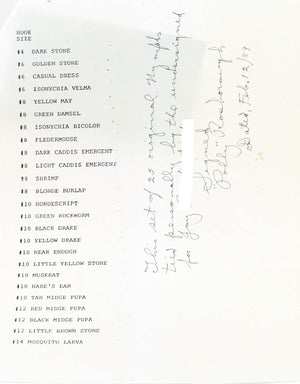 HOOK
SIZE
#4 DARK STONE
#6 GOLDEN STONE
#6 CASUAL DRESS
#6 ISONYCHIA VELMA
#8 YELLOW MAY
#8 GREEN DAMSEL
#8 ISONYCHIA BICOLOR
#8 FLEDERMOUSE
#8 DARK CADDIS EMERGENT
#8 LIGHT CADDIS EMERGENT
#8 SHRIMP
#8 BLONDE BURLAP
#10 NONDESCRIPT
#10 GREEN ROCKWORM
#10 BLACK DRAKE
#10 YELLOW DRAKE
#10 NEAR ENOUGH
#10 LITTLE YELLOW STONE
#10 MUSKRAT
#10 HARE'S EAR
#10 TAN MIDGE PUPA
#12 RED MIDGE PUPA
#12 BLACK MIDGE PUPA
#12 LITTLE BROWN STONE
#14 MOSQUITO LARVA
This set of 25 original Nymphs
tied personally by the undersigned
for
Signed
"Polly" Rosborough
Dated, Feb. 12/89